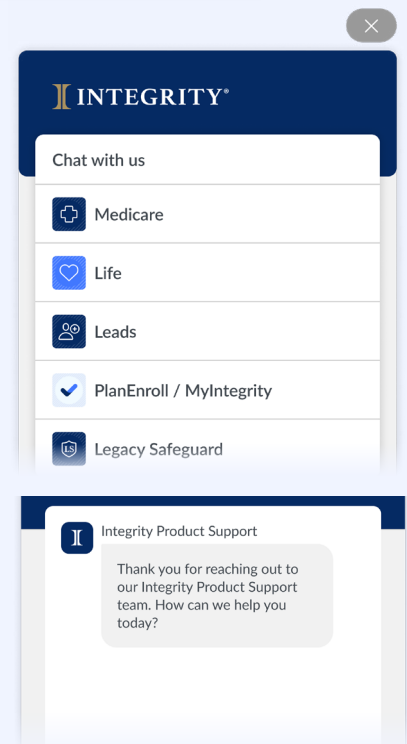 INTEGRITY®
Chat with us
Medicare
Life
Leads
PlanEnroll / MyIntegrity
LS
Legacy Safeguard
Integrity Product Support
Thank you for reaching out to
our Integrity Product Support
team. How can we help you
today?